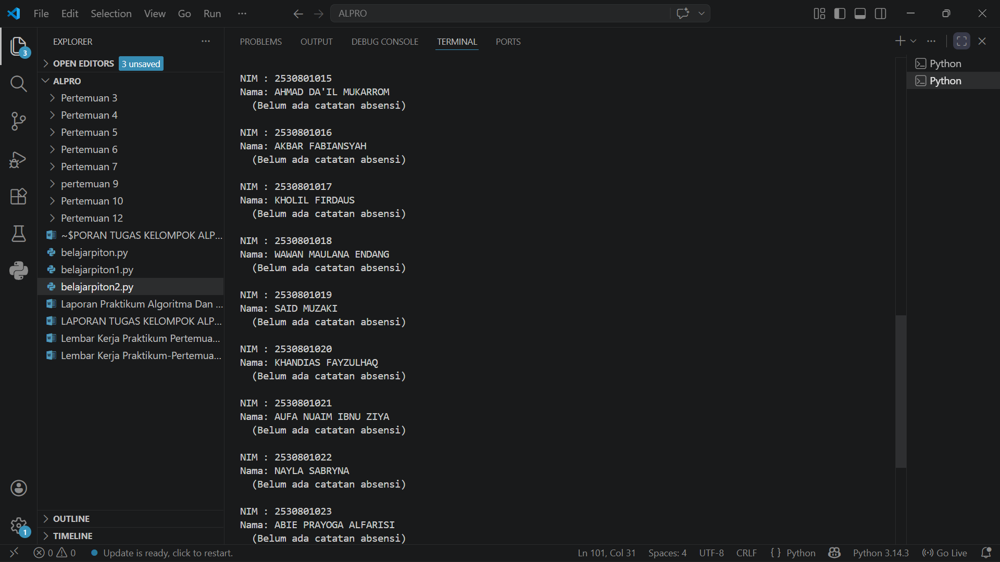 File Edit Selection View Go Run ··· ALPRO
EXPLORER ···
OPEN EDITORS 3 unsaved
ALPRO
Pertemuan 3
Pertemuan 4
Pertemuan 5
Pertemuan 6
Pertemuan 7
pertemuan 9
Pertemuan 10
Pertemuan 12
~$PORAN TUGAS KELOMPOK ALP...
belajarpiton.py
belajarpiton1.py
belajarpiton2.py
Laporan Praktikum Algoritma Dan ...
LAPORAN TUGAS KELOMPOK ALP...
Lembar Kerja Praktikum Pertemua...
Lembar Kerja Praktikum-Pertemua...
OUTLINE
TIMELINE
3
1
PROBLEMS OUTPUT DEBUG CONSOLE TERMINAL PORTS
NIM : 2530801015
Nama: AHMAD DA'IL MUKARROM
(Belum ada catatan absensi)
NIM : 2530801016
Nama: AKBAR FABIANSYAH
(Belum ada catatan absensi)
NIM : 2530801017
Nama: KHOLIL FIRDAUS
(Belum ada catatan absensi)
NIM : 2530801018
Nama: WAWAN MAULANA ENDANG
(Belum ada catatan absensi)
NIM : 2530801019
Nama: SAID MUZAKI
(Belum ada catatan absensi)
NIM : 2530801020
Nama: KHANDIAS FAYZULHAQ
(Belum ada catatan absensi)
NIM : 2530801021
Nama: AUFA NUAIM IBNU ZIYA
(Belum ada catatan absensi)
NIM : 2530801022
Nama: NAYLA SABRYNA
(Belum ada catatan absensi)
NIM : 2530801023
Nama: ABIE PRAYOGA ALFARISI
(Belum ada catatan absensi)
Python
Python
0 0 Update is ready, click to restart. Ln 101, Col 31 Spaces: 4 UTF-8 CRLF { } Python Python 3.14.3 Go Live